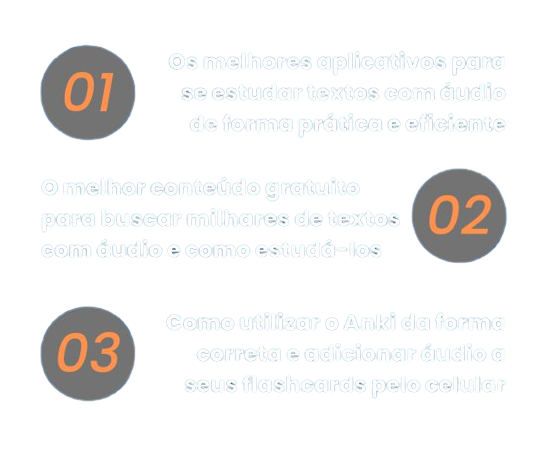 01
Os melhores aplicativos para
se estudar textos com áudio
de forma prática e eficiente
O melhor conteúdo gratuito
para buscar milhares de textos
com áudio e como estudá-los
02
03
Como utilizar o Anki da forma
correta e adicionar áudio a
seus flashcards pelo celular